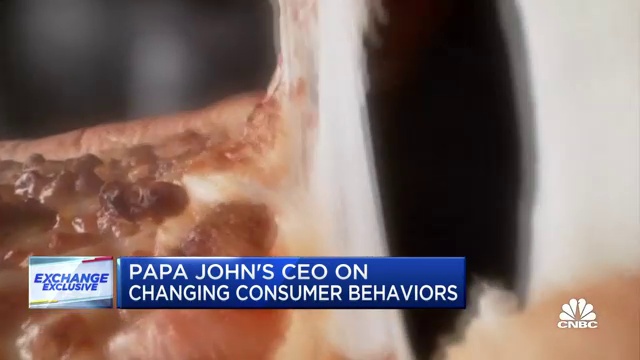 EXCHANGE
EXCLUSIVE
PAPA JOHN'S CEO ON
CHANGING CONSUMER BEHAVIORS
CNBC